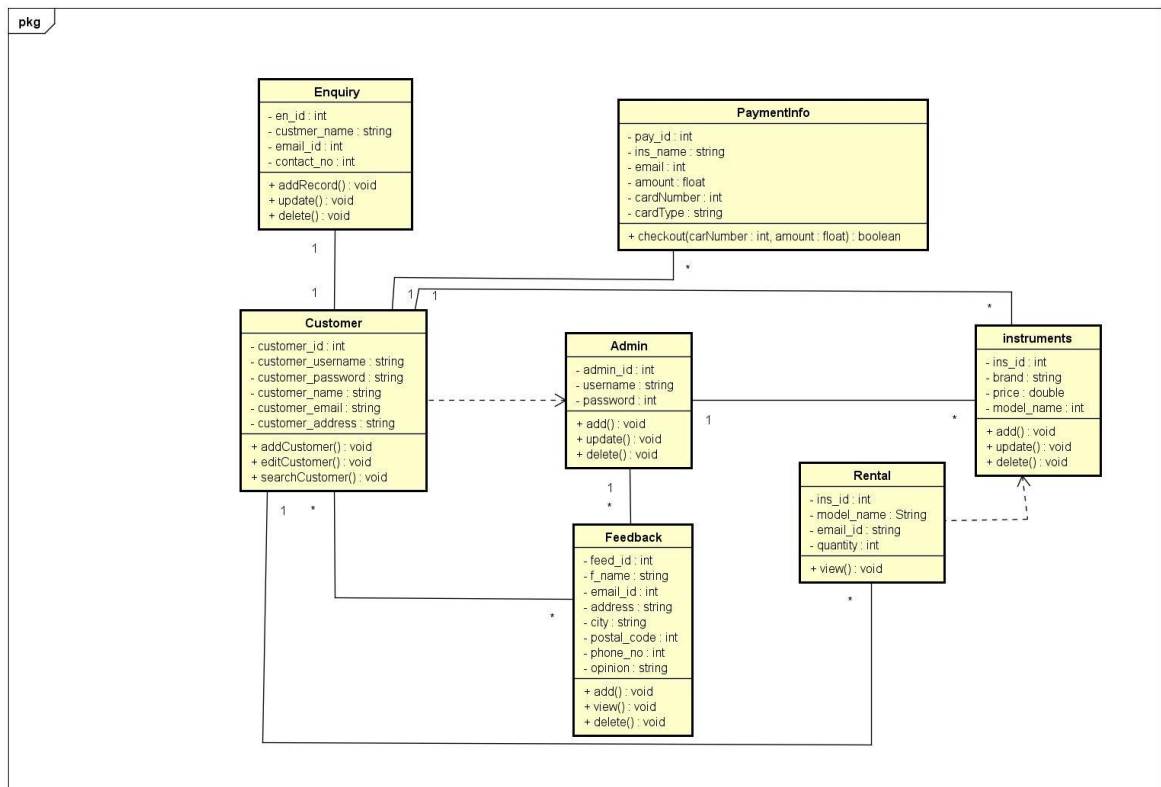 pkg
Enquiry
- en_id : int
- custmer_name : string
- email_id : int
- contact_no : int
+ addRecord() : void
+ update() : void
+ delete() : void
PaymentInfo
- pay_id : int
- ins_name : string
- email : int
- amount : float
- cardNumber : int
- cardType : string
+ checkout(carNumber : int, amount : float) : boolean
1
1
*
1
1
*
Customer
- customer_id : int
- customer_username : string
- customer_password : string
- customer_name : string
- customer_email : string
- customer_address : string
+ addCustomer() : void
+ editCustomer() : void
+ searchCustomer() : void
Admin
- admin_id : int
- username : string
- password : int
+ add() : void
+ update() : void
+ delete() : void
1
*
instruments
- ins_id : int
- brand : string
- price : double
- model_name : int
+ add() : void
+ update() : void
+ delete() : void
1
*
1
*
Rental
- ins_id : int
- model_name : String
- email_id : string
- quantity : int
+ view() : void
*
Feedback
- feed_id : int
- f_name : string
- email_id : int
- address : string
- city : string
- postal_code : int
- phone_no : int
- opinion : string
+ add() : void
+ view() : void
+ delete() : void
*